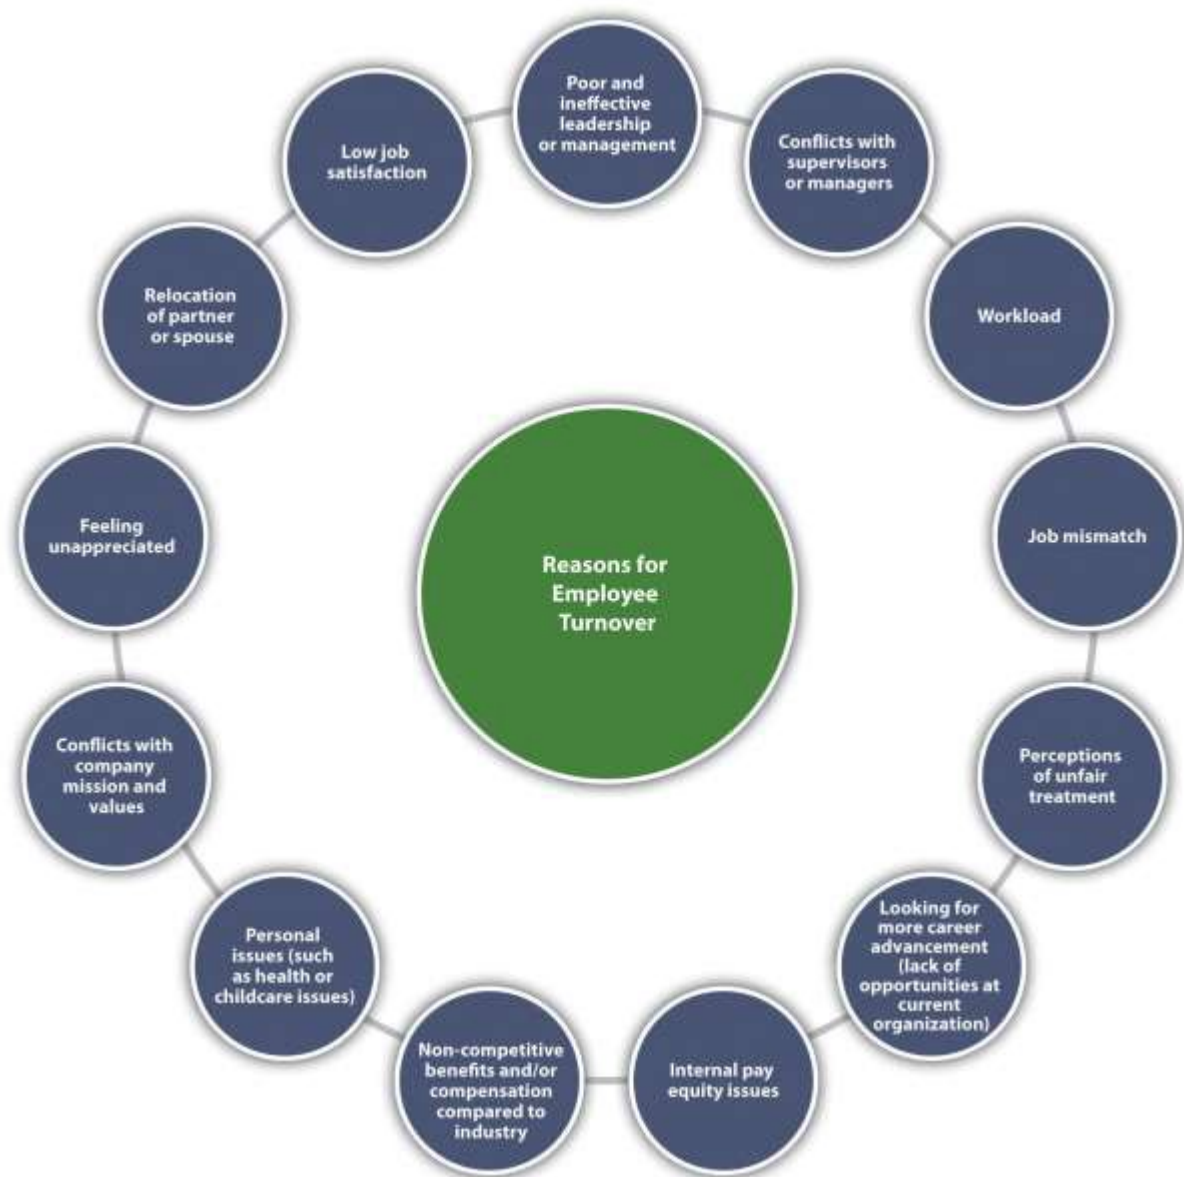 Poor and
ineffective
leadership
or management
Conflicts with
supervisors
or managers
Workload
Job mismatch
Perceptions
of unfair
treatment
Looking for
more career
advancement
(lack of
opportunities at
current
organization)
Internal pay
equity issues
Non-competitive
benefits and/or
compensation
compared to
industry
Personal
issues (such
as health or
childcare issues)
Conflicts with
company
mission and
values
Feeling
unappreciated
Relocation
of partner
or spouse
Low job
satisfaction
Reasons for
Employee
Turnover